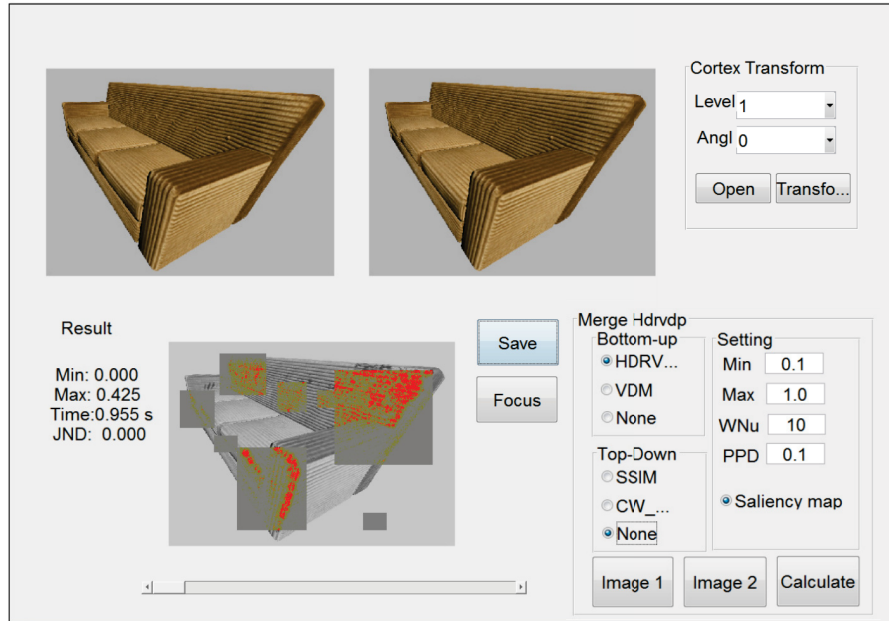 Cortex Transform
Level 1
Angl 0
Open Transfo...
Result
Min: 0.000
Max: 0.425
Time:0.955 s
JND: 0.000
Save
Focus
Merge Hdrvdp
Bottom-up
HDRV...
VDM
None
Top-Down
SSIM
CW_...
None
Setting
Min 0.1
Max 1.0
WNu 10
PPD 0.1
Saliency map
Image 1 Image 2 Calculate